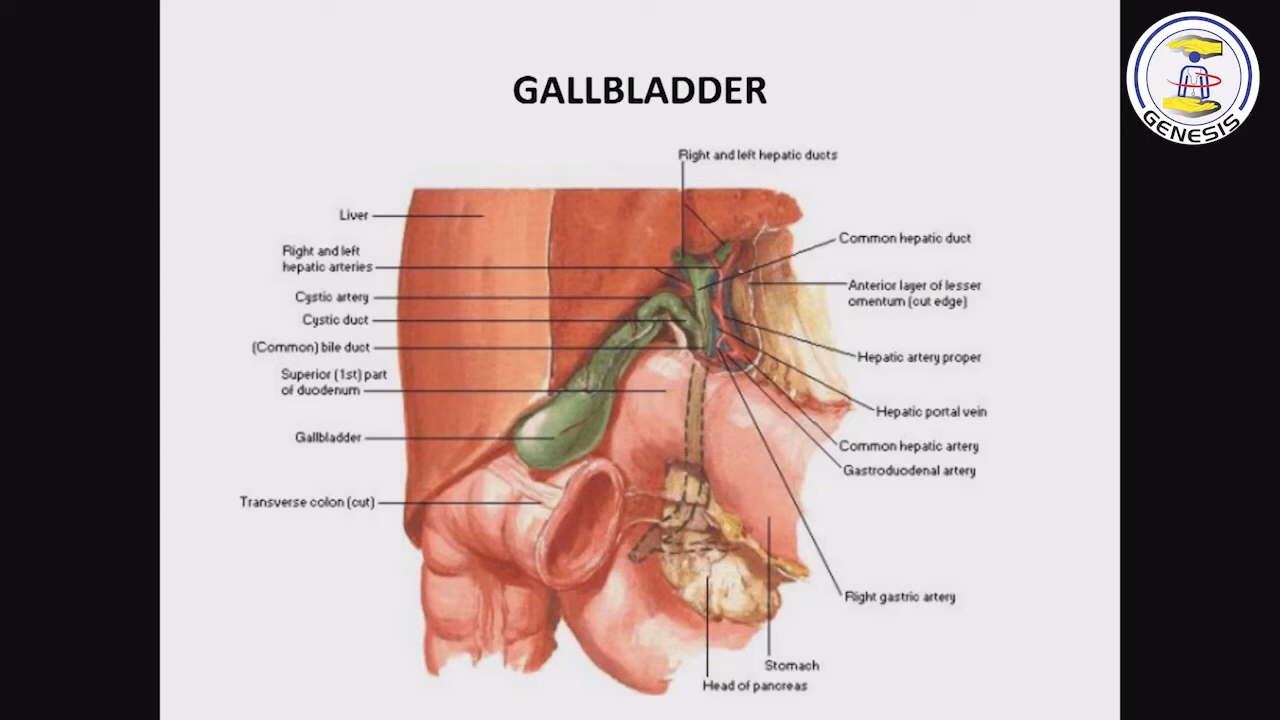 GALLBLADDER
GENESIS
Right and left hepatic ducts
Liver
Right and left
hepatic arteries
Cystic artery
Cystic duct
(Common) bile duct
Superior (1st) part
of duodenum
Gallbladder
Transverse colon (cut)
Common hepatic duct
Anterior layer of lesser
omentum (cut edge)
Hepatic artery proper
Hepatic portal vein
Common hepatic artery
Gastroduodenal artery
Right gastric artery
Stomach
Head of pancreas